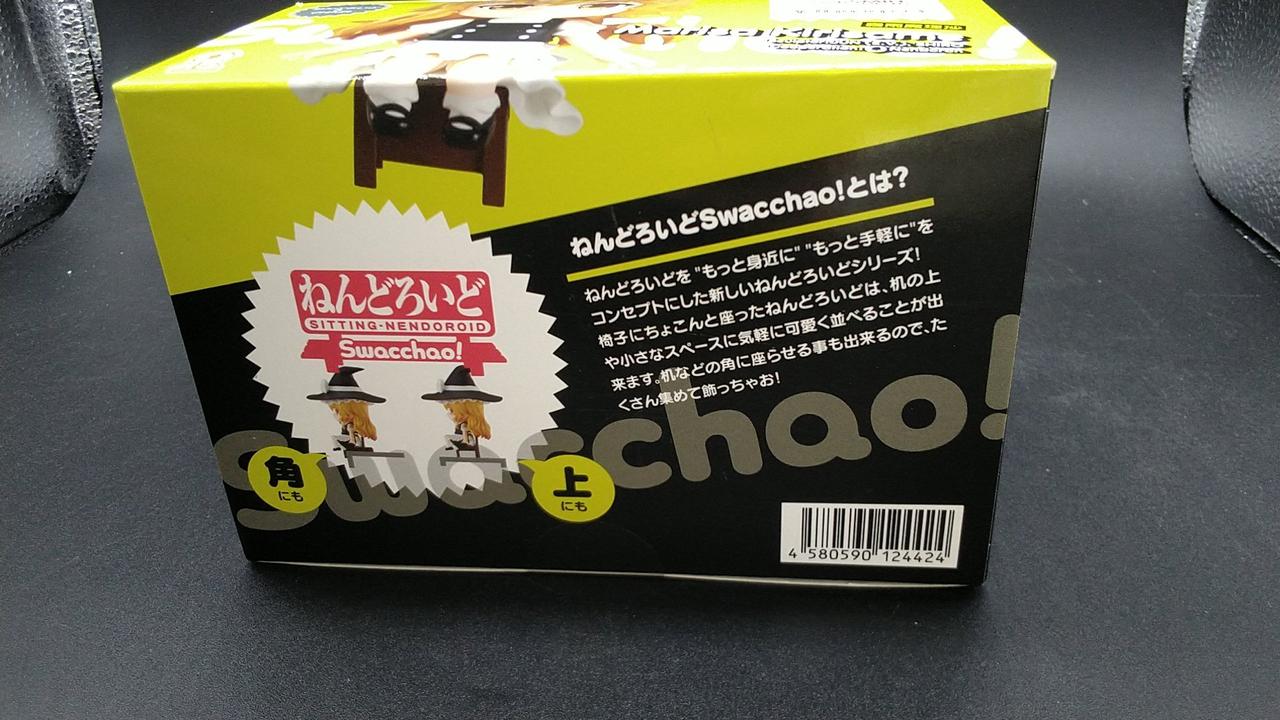 Marisa Kirisame
ねんどろいどSwacchao!とは?
ねんどろいどを"もっと身近に" "もっと手軽に"を
コンセプトにした新しいねんどろいどシリーズ!
椅子にちょこんと座ったねんどろいどは、机の上
や小さなスペースに気軽に可愛く並べることが出
来ます。机などの角に座らせる事も出来るので、た
くさん集めて飾っちゃお!
ねんどろいど
SITTING-NENDOROID
Swacchao!
角
にも
上
にも
Swacchao!
4 580590 124424